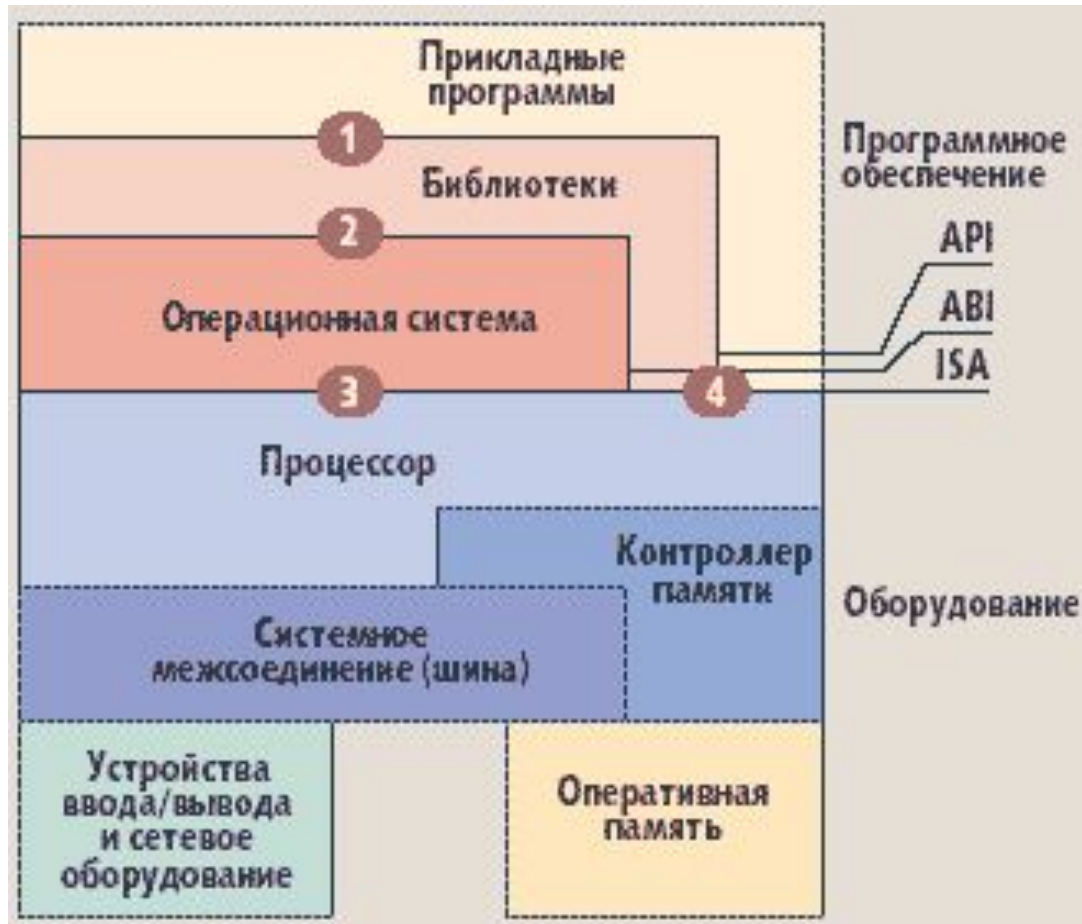 Прикладные
программы
1
Библиотеки
2
Операционная система
3
4
Программное
обеспечение
API
ABI
ISA
Процессор
Контроллер
памяти
Оборудование
Системное
межсоединение (шина)
Устройства
ввода/вывода
и сетевое
оборудование
Оперативная
память